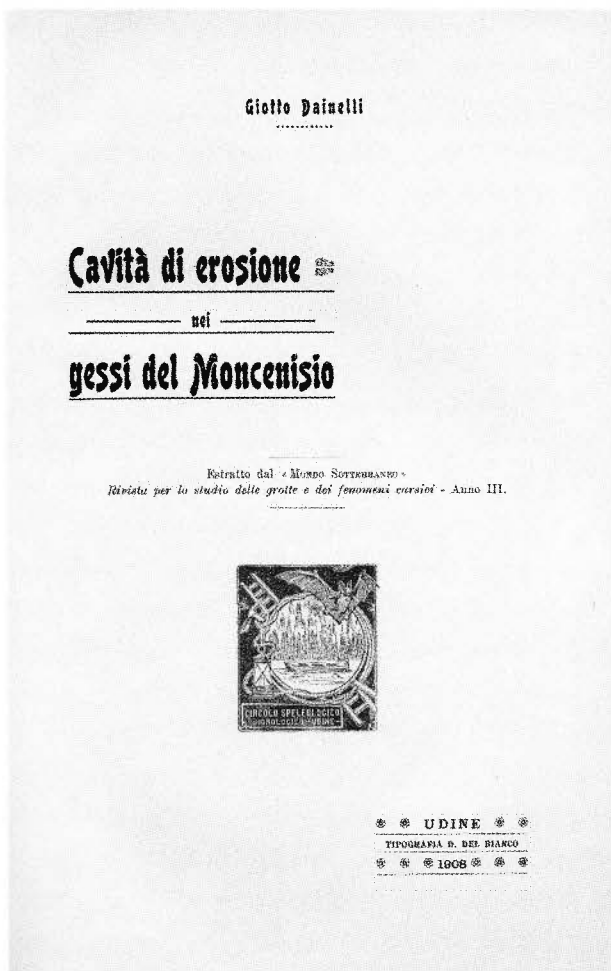 Giotto Dainelli
Cavità di erosione
nei
gessi del Moncenisio
Estratto dal « MONDO SOTTERRANEO »
Rivista per lo studio delle grotte e dei fenomeni carsici - Anno III.
CIRCOLO SPELEOLOGICO
IDROLOGICO - UDINE
UDINE
TIPOGRAFIA D. DEL BIANCO
1908